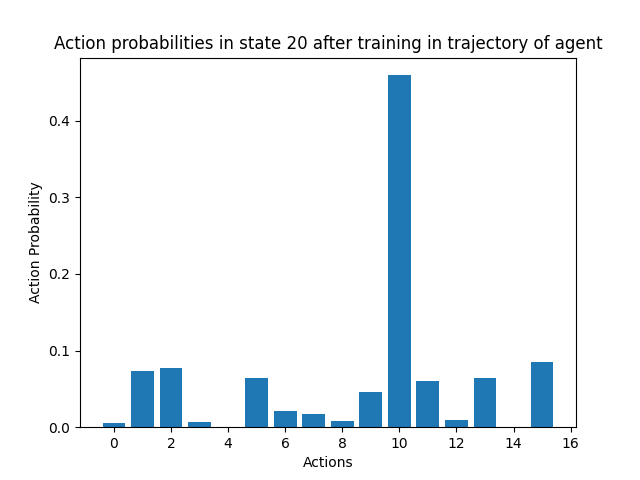 Action probabilities in state 20 after training in trajectory of agent
0.4
0.3
0.2
0.1
0.0
Action Probability
0 2 4 6 8 10 12 14 16
Actions